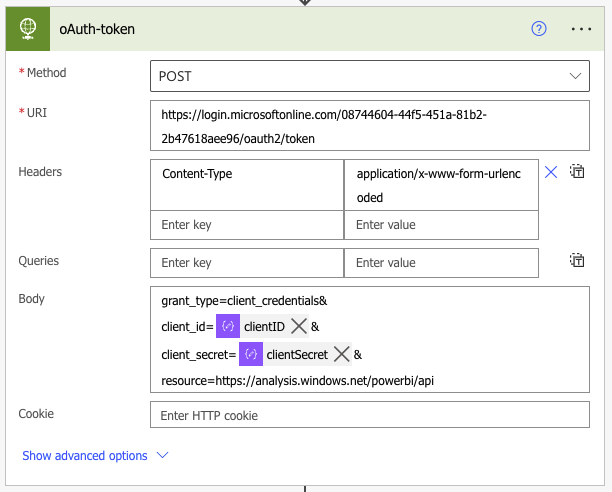 oAuth-token
* Method
POST
* URI
https://login.microsoftonline.com/08744604-44f5-451a-81b2-
2b47618aee96/oauth2/token
Headers
Content-Type
application/x-www-form-urlenc
oded
Enter key
Enter value
Queries
Enter key
Enter value
Body
grant_type=client_credentials&
client_id= clientID &
client_secret= clientSecret &
resource=https://analysis.windows.net/powerbi/api
Cookie
Enter HTTP cookie
Show advanced options